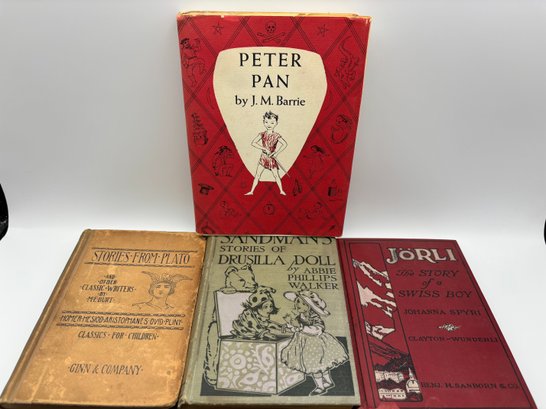 PETER
PAN
by J. M. Barrie
STORIES·FROM·PLATO
AND
OTHER
CLASSIC·WRITERS
BY
M·E·BURT
HOMER·HESIOD·ARISTOPHANES·OVID·PLINY
CLASSICS·FOR·CHILDREN
GINN & COMPANY
SANDMAN'S
STORIES OF
DRUSILLA DOLL
by ABBIE
PHILLIPS
WALKER
JÖRLI
The STORY
of a
SWISS BOY
JOHANNA SPYRI
CLAYTON-WUNDERLI
BENJ. H. SANBORN & CO.